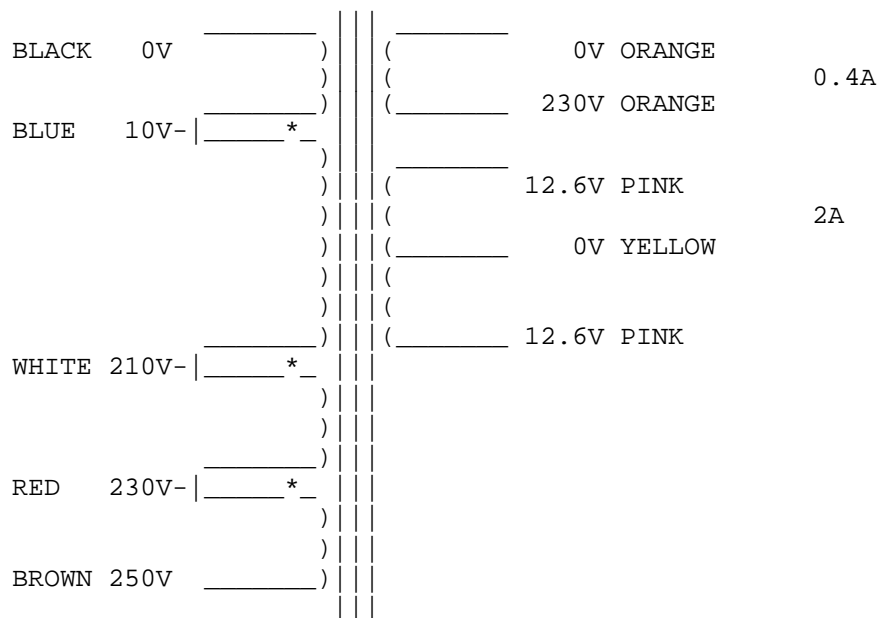 BLACK 0V 0V ORANGE
0.4A
230V ORANGE
BLUE 10V-|
12.6V PINK
2A
0V YELLOW
12.6V PINK
WHITE 210V-|
RED 230V-|
BROWN 250V